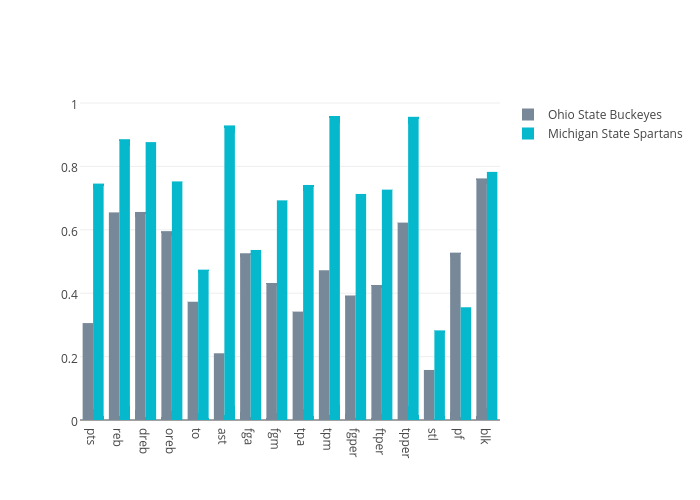 Ohio State Buckeyes
Michigan State Spartans
1
0.8
0.6
0.4
0.2
0
pts
reb
dreb
oreb
to
ast
fga
fgm
tpa
tpm
fgper
ftper
tpper
stl
pf
blk